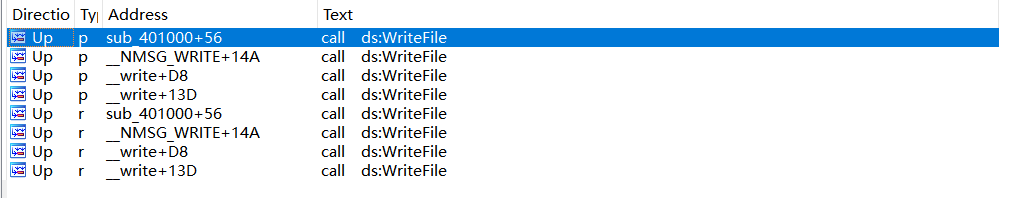 Directio Ty Address Text
Up p sub_401000+56 call ds:WriteFile
Up p __NMSG_WRITE+14A call ds:WriteFile
Up p __write+D8 call ds:WriteFile
Up p __write+13D call ds:WriteFile
Up r sub_401000+56 call ds:WriteFile
Up r __NMSG_WRITE+14A call ds:WriteFile
Up r __write+D8 call ds:WriteFile
Up r __write+13D call ds:WriteFile